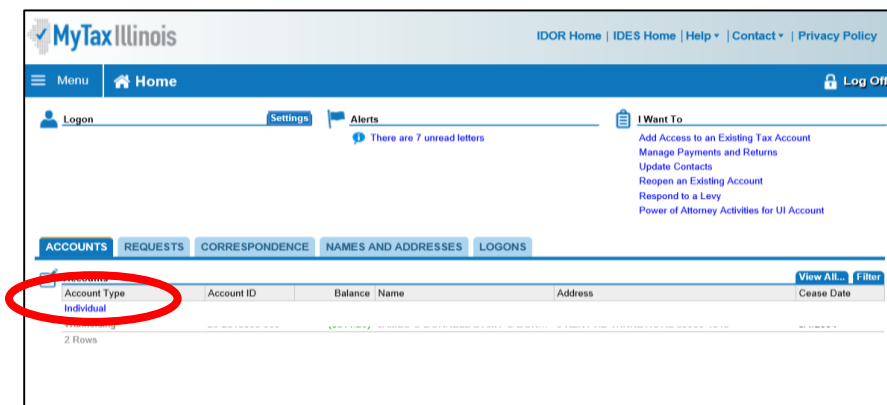 MyTax Illinois
IDOR Home | IDES Home | Help | Contact | Privacy Policy
Menu Home Log Off
Logon Settings Alerts I Want To
There are 7 unread letters
Add Access to an Existing Tax Account
Manage Payments and Returns
Update Contacts
Reopen an Existing Account
Respond to a Levy
Power of Attorney Activities for UI Account
ACCOUNTS REQUESTS CORRESPONDENCE NAMES AND ADDRESSES LOGONS
Accounts View All... Filter
Account Type Account ID Balance Name Address Cease Date
Individual
2 Rows